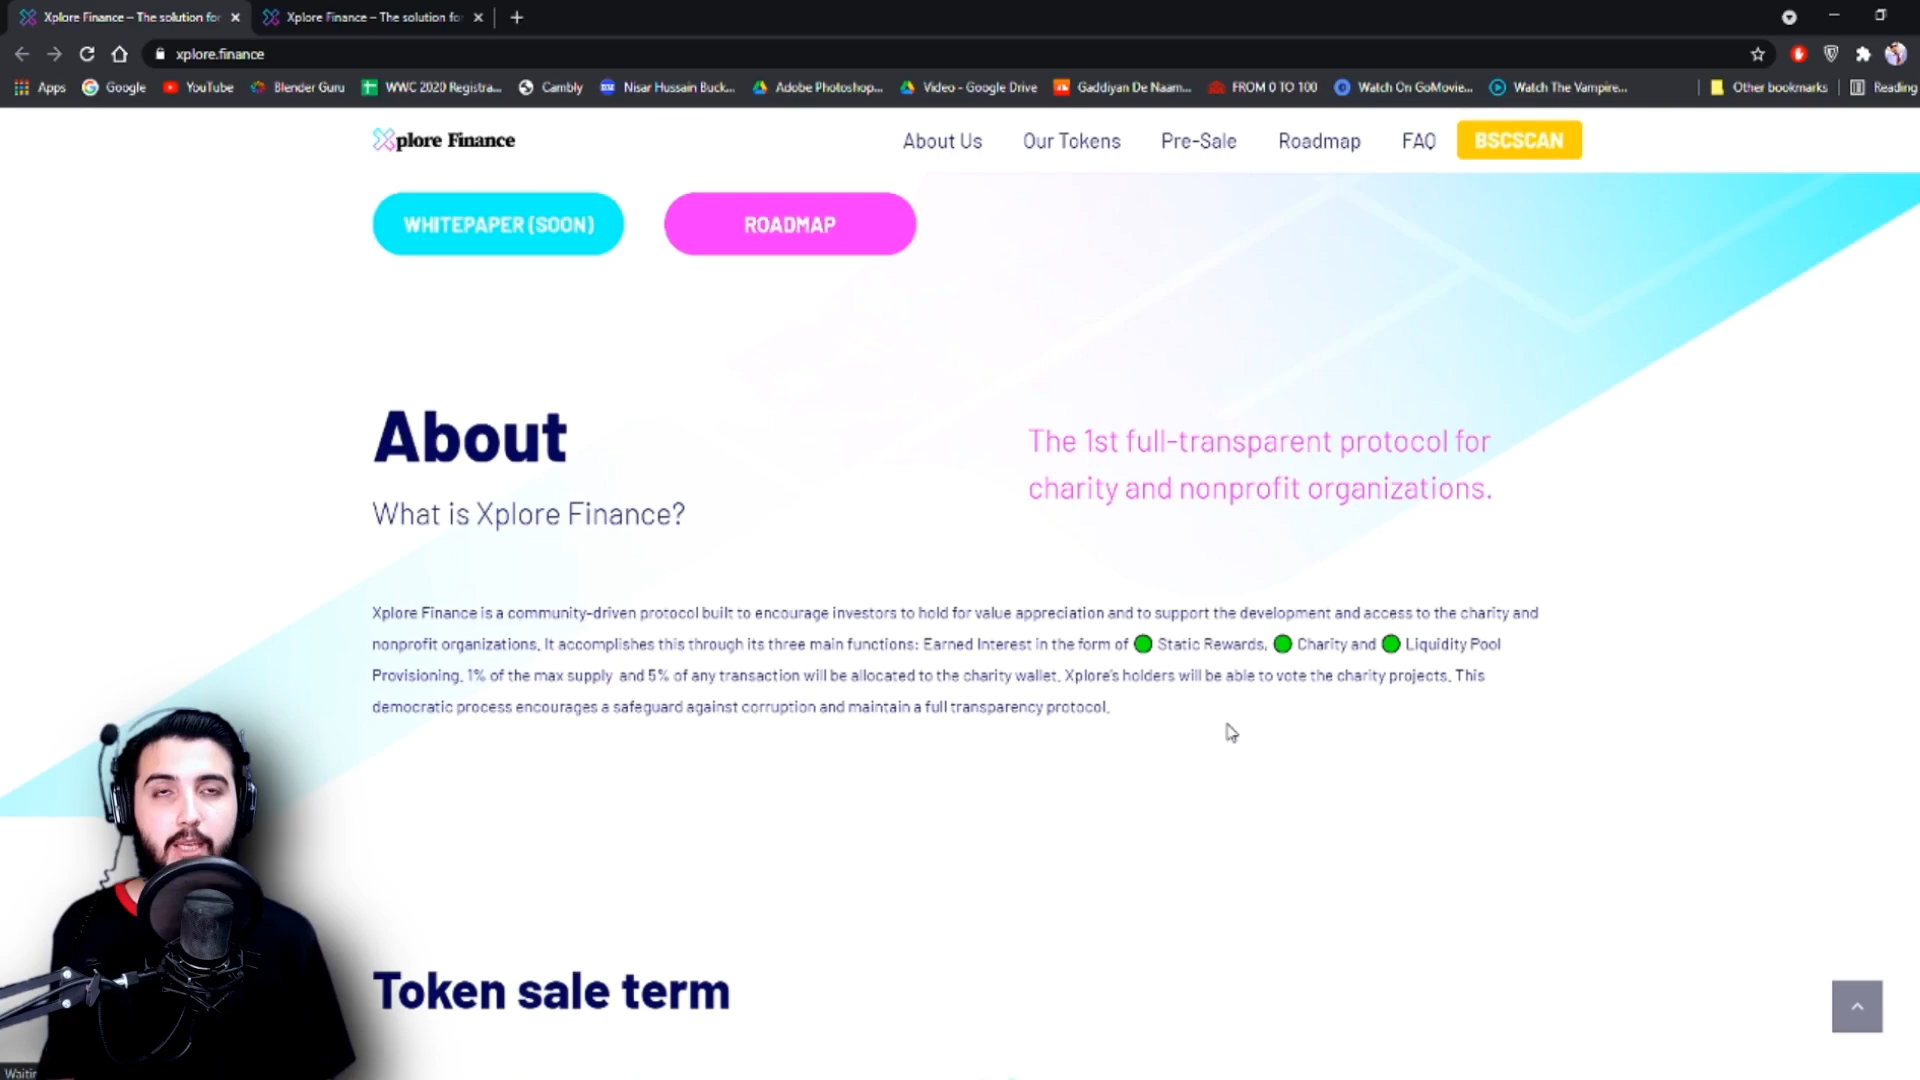 Xplore Finance – The solution for
Xplore Finance – The solution for
xplore.finance
Apps
Google
YouTube
Blender Guru
WWC 2020 Registra...
Cambly
Nisar Hussain Buck...
Adobe Photoshop...
Video - Google Drive
Gaddiyan De Naam...
FROM 0 TO 100
Watch On GoMovie...
Watch The Vampire...
Other bookmarks
Reading
Xplore Finance
About Us
Our Tokens
Pre-Sale
Roadmap
FAQ
BSCSCAN
WHITEPAPER (SOON)
ROADMAP
About
What is Xplore Finance?
The 1st full-transparent protocol for
charity and nonprofit organizations.
Xplore Finance is a community-driven protocol built to encourage investors to hold for value appreciation and to support the development and access to the charity and
nonprofit organizations. It accomplishes this through its three main functions: Earned Interest in the form of Static Rewards, Charity and Liquidity Pool
Provisioning. 1% of the max supply and 5% of any transaction will be allocated to the charity wallet. Xplore's holders will be able to vote the charity projects. This
democratic process encourages a safeguard against corruption and maintain a full transparency protocol.
Token sale term